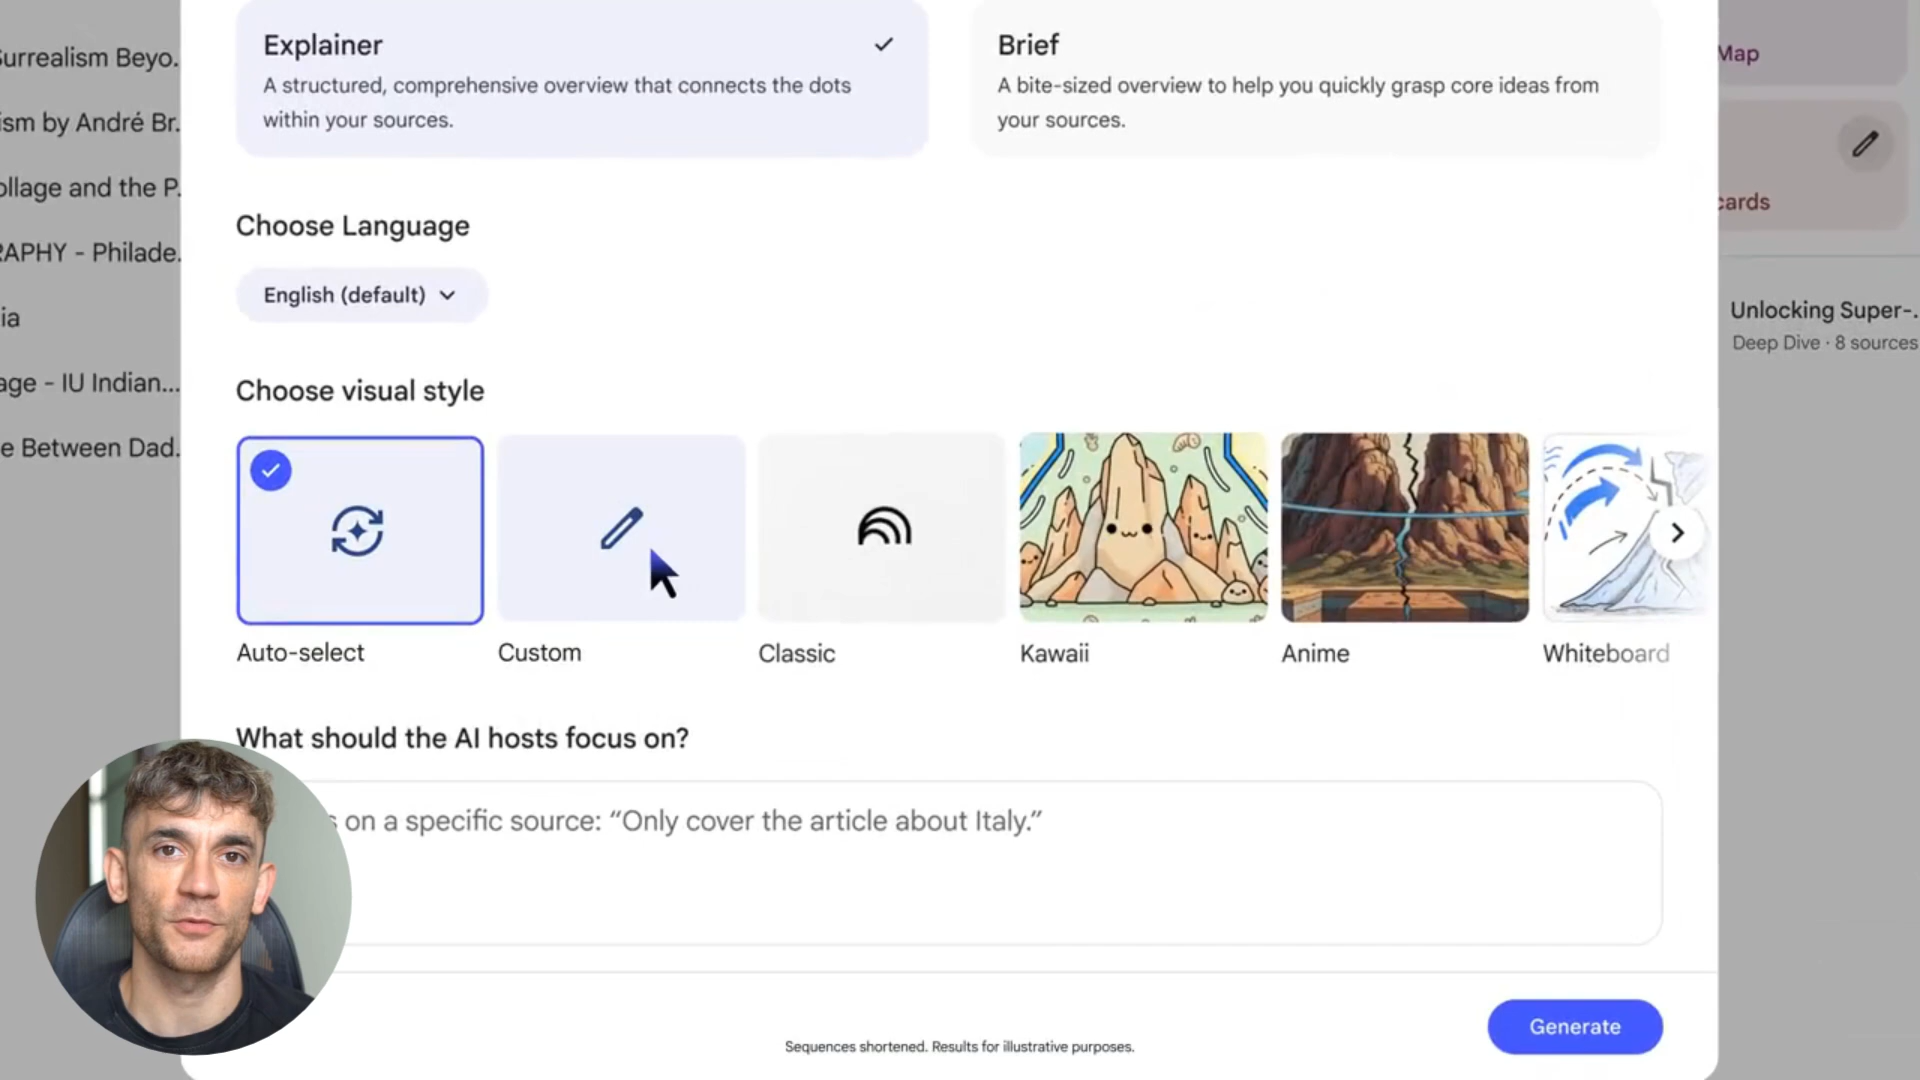 Explainer
A structured, comprehensive overview that connects the dots
within your sources.
Brief
A bite-sized overview to help you quickly grasp core ideas from
your sources.
Surrealism Beyo...
ism by André Br...
ollage and the P...
RAPHY - Philade...
ia
age - IU Indian...
e Between Dad...
Map
cards
Unlocking Super-...
Deep Dive · 8 sources
Choose Language
English (default)
Choose visual style
Auto-select
Custom
Classic
Kawaii
Anime
Whiteboard
What should the AI hosts focus on?
s on a specific source: “Only cover the article about Italy.”
Generate
Sequences shortened. Results for illustrative purposes.